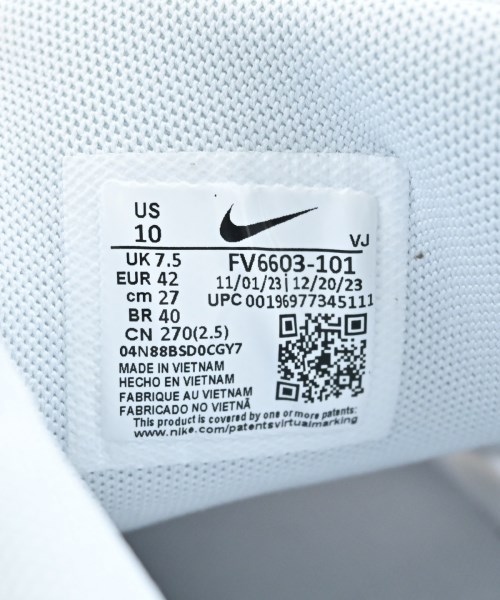 US
10
VJ
UK 7.5
EUR 42
cm 27
BR 40
CN 270(2.5)
FV6603-101
11/01/23 | 12/20/23
UPC 00196977345111
04N88BSD0CGY7
MADE IN VIETNAM
HECHO EN VIETNAM
FABRIQUE AU VIETNAM
FABRICADO NO VIETNÃ
This product is covered by one or more patents:
www.nike.com/patentsvirtualmarking